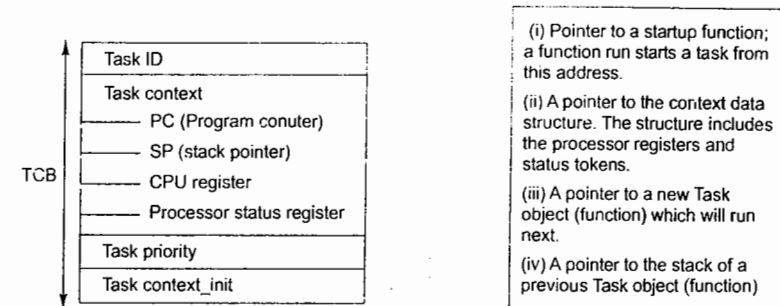 TCB
Task ID
Task context
PC (Program conuter)
SP (stack pointer)
CPU register
Processor status register
Task priority
Task context_init
(i) Pointer to a startup function;
a function run starts a task from
this address.
(ii) A pointer to the context data
structure. The structure includes
the processor registers and
status tokens.
(iii) A pointer to a new Task
object (function) which will run
next.
(iv) A pointer to the stack of a
previous Task object (function)